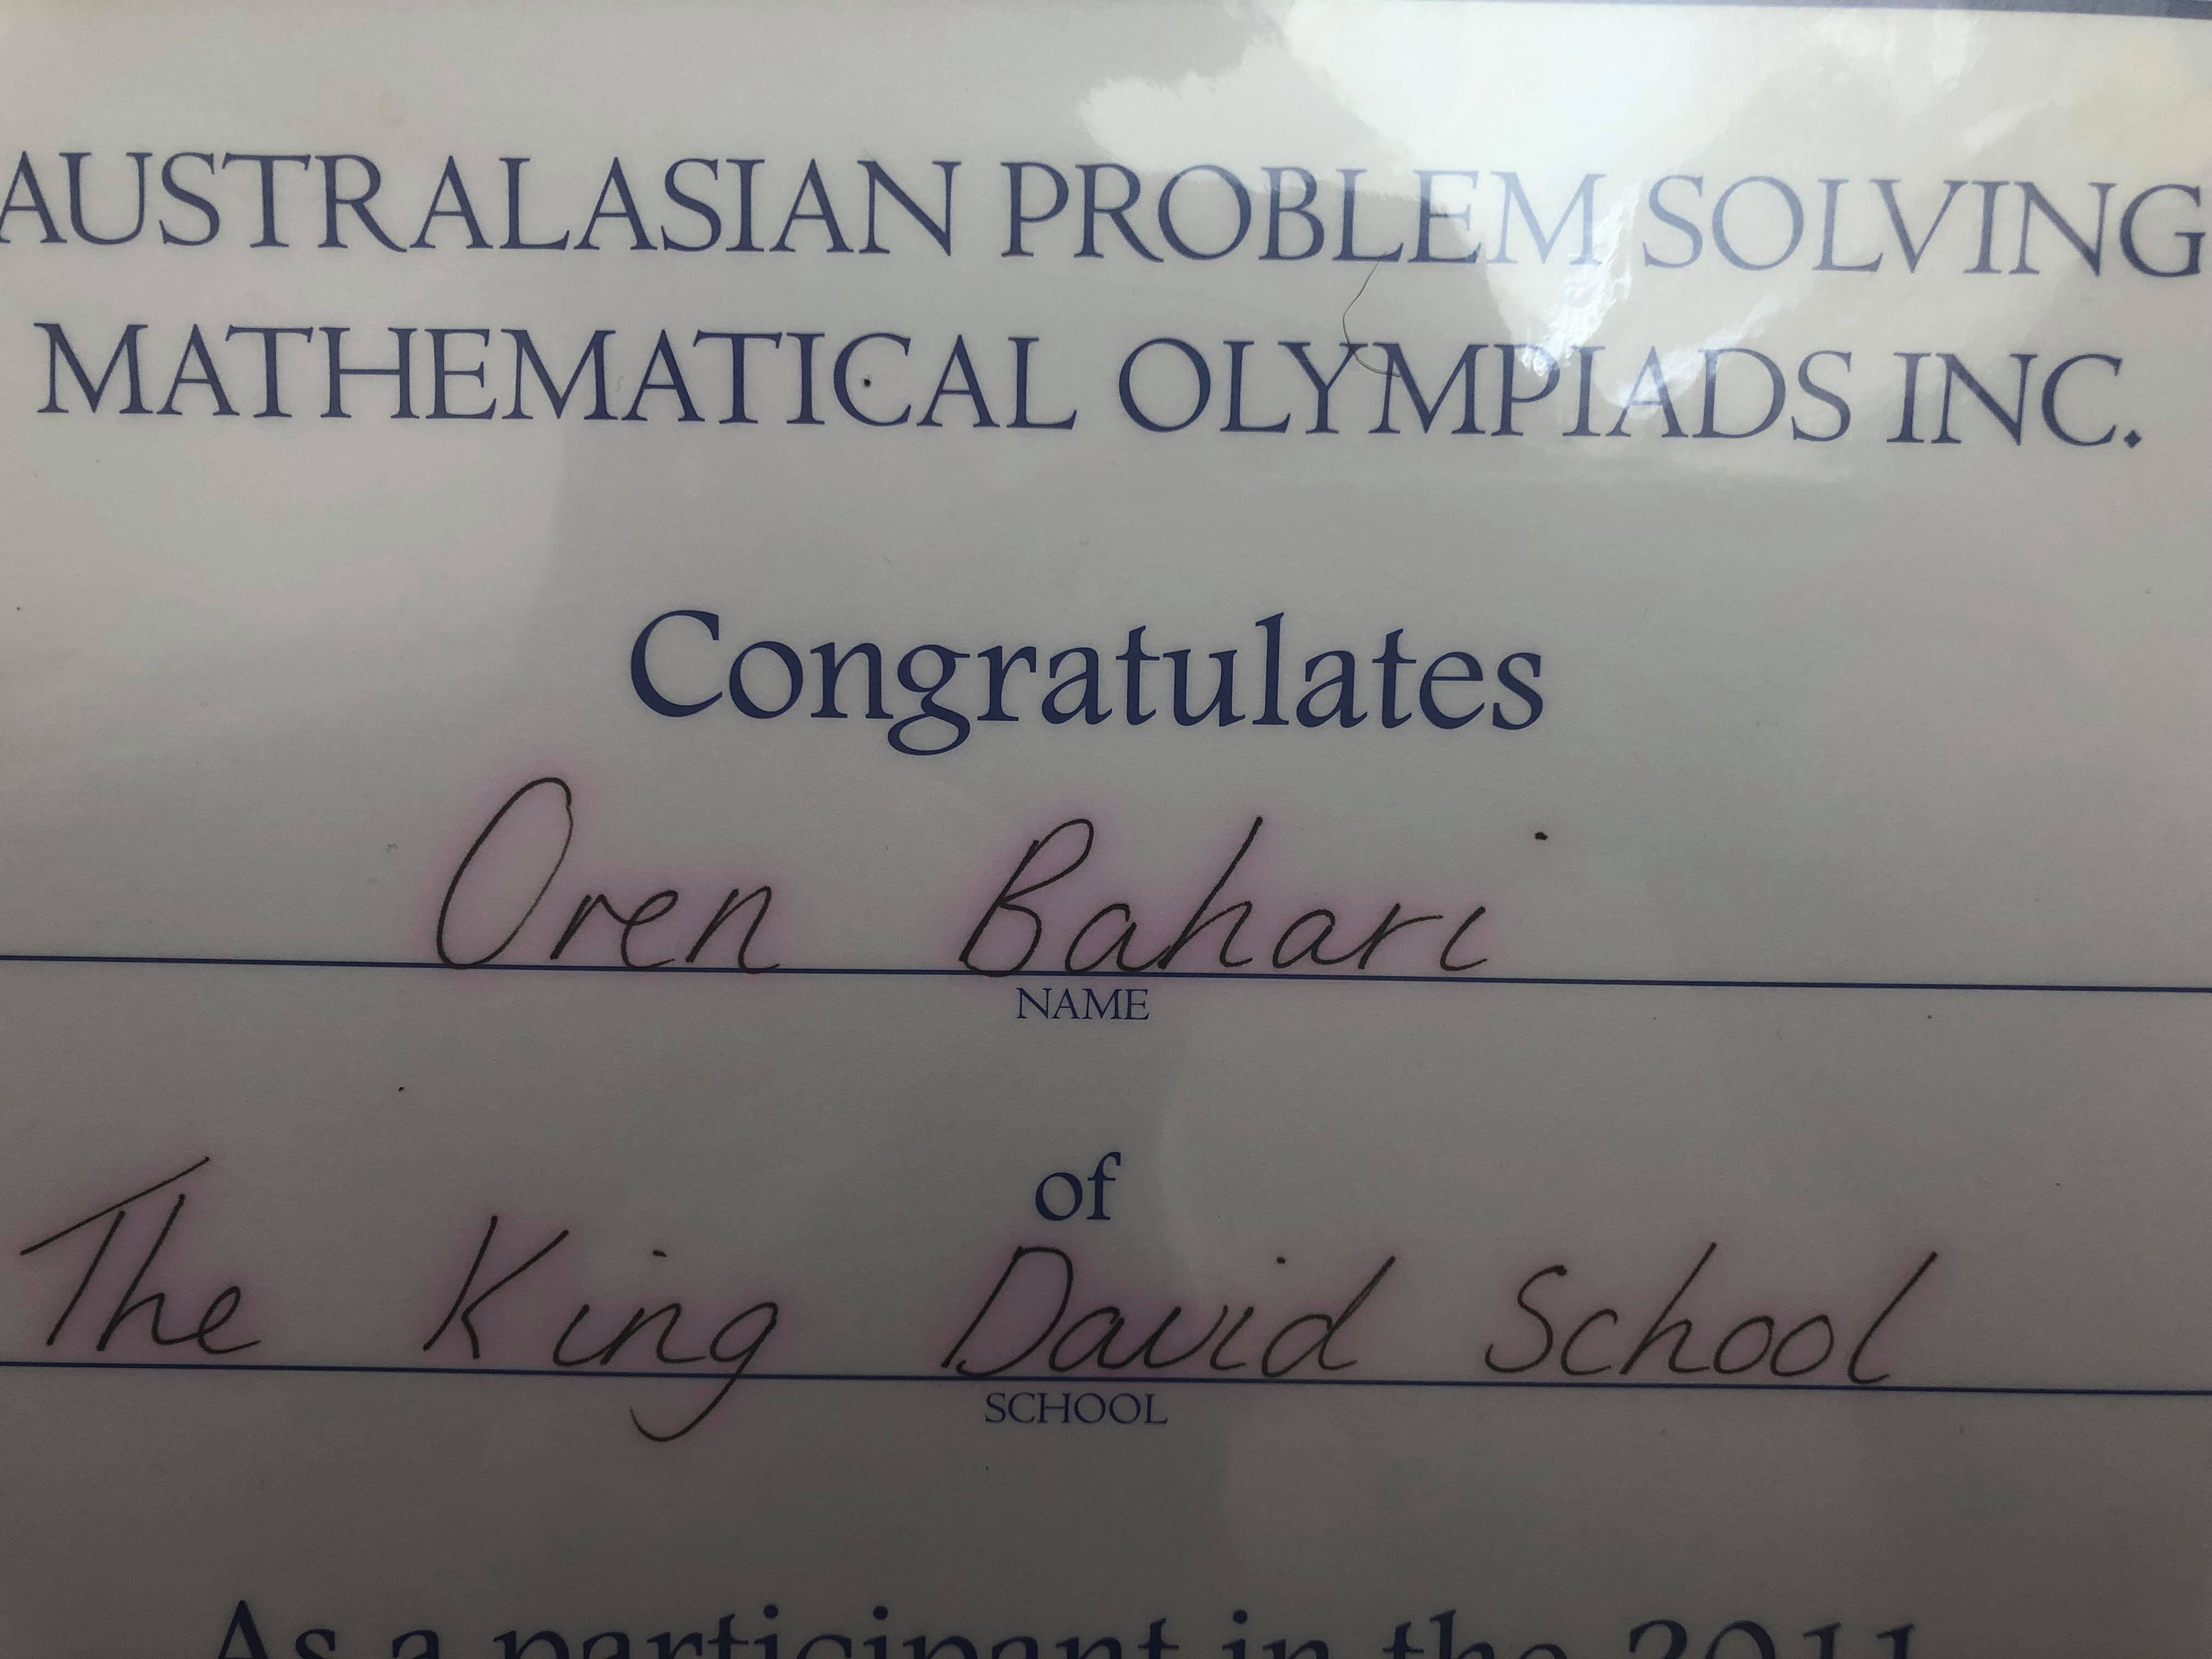 AUSTRALASIAN PROBLEM SOLVING
MATHEMATICAL OLYMPIADS INC.
Congratulates
Oren Bahari
NAME
of
The King David School
SCHOOL
As a participant in the 2011